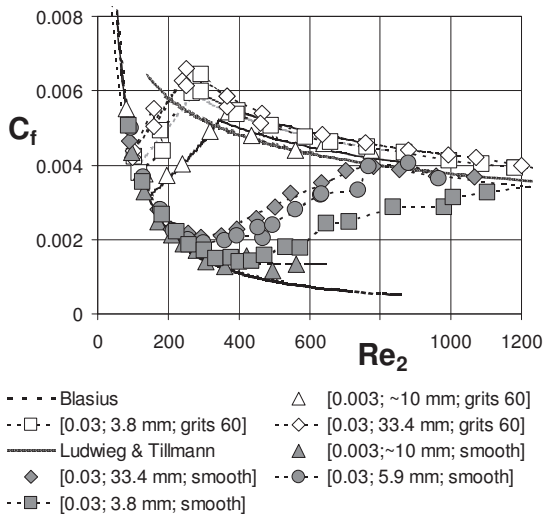 0.008
0.006
C_f
0.004
0.002
0
0 200 400 600 800 1000 1200
Re_2
Blasius
[0.003; ~10 mm; grits 60]
[0.03; 3.8 mm; grits 60]
[0.03; 33.4 mm; grits 60]
Ludwieg & Tillmann
[0.003;~10 mm; smooth]
[0.03; 33.4 mm; smooth]
[0.03; 5.9 mm; smooth]
[0.03; 3.8 mm; smooth]